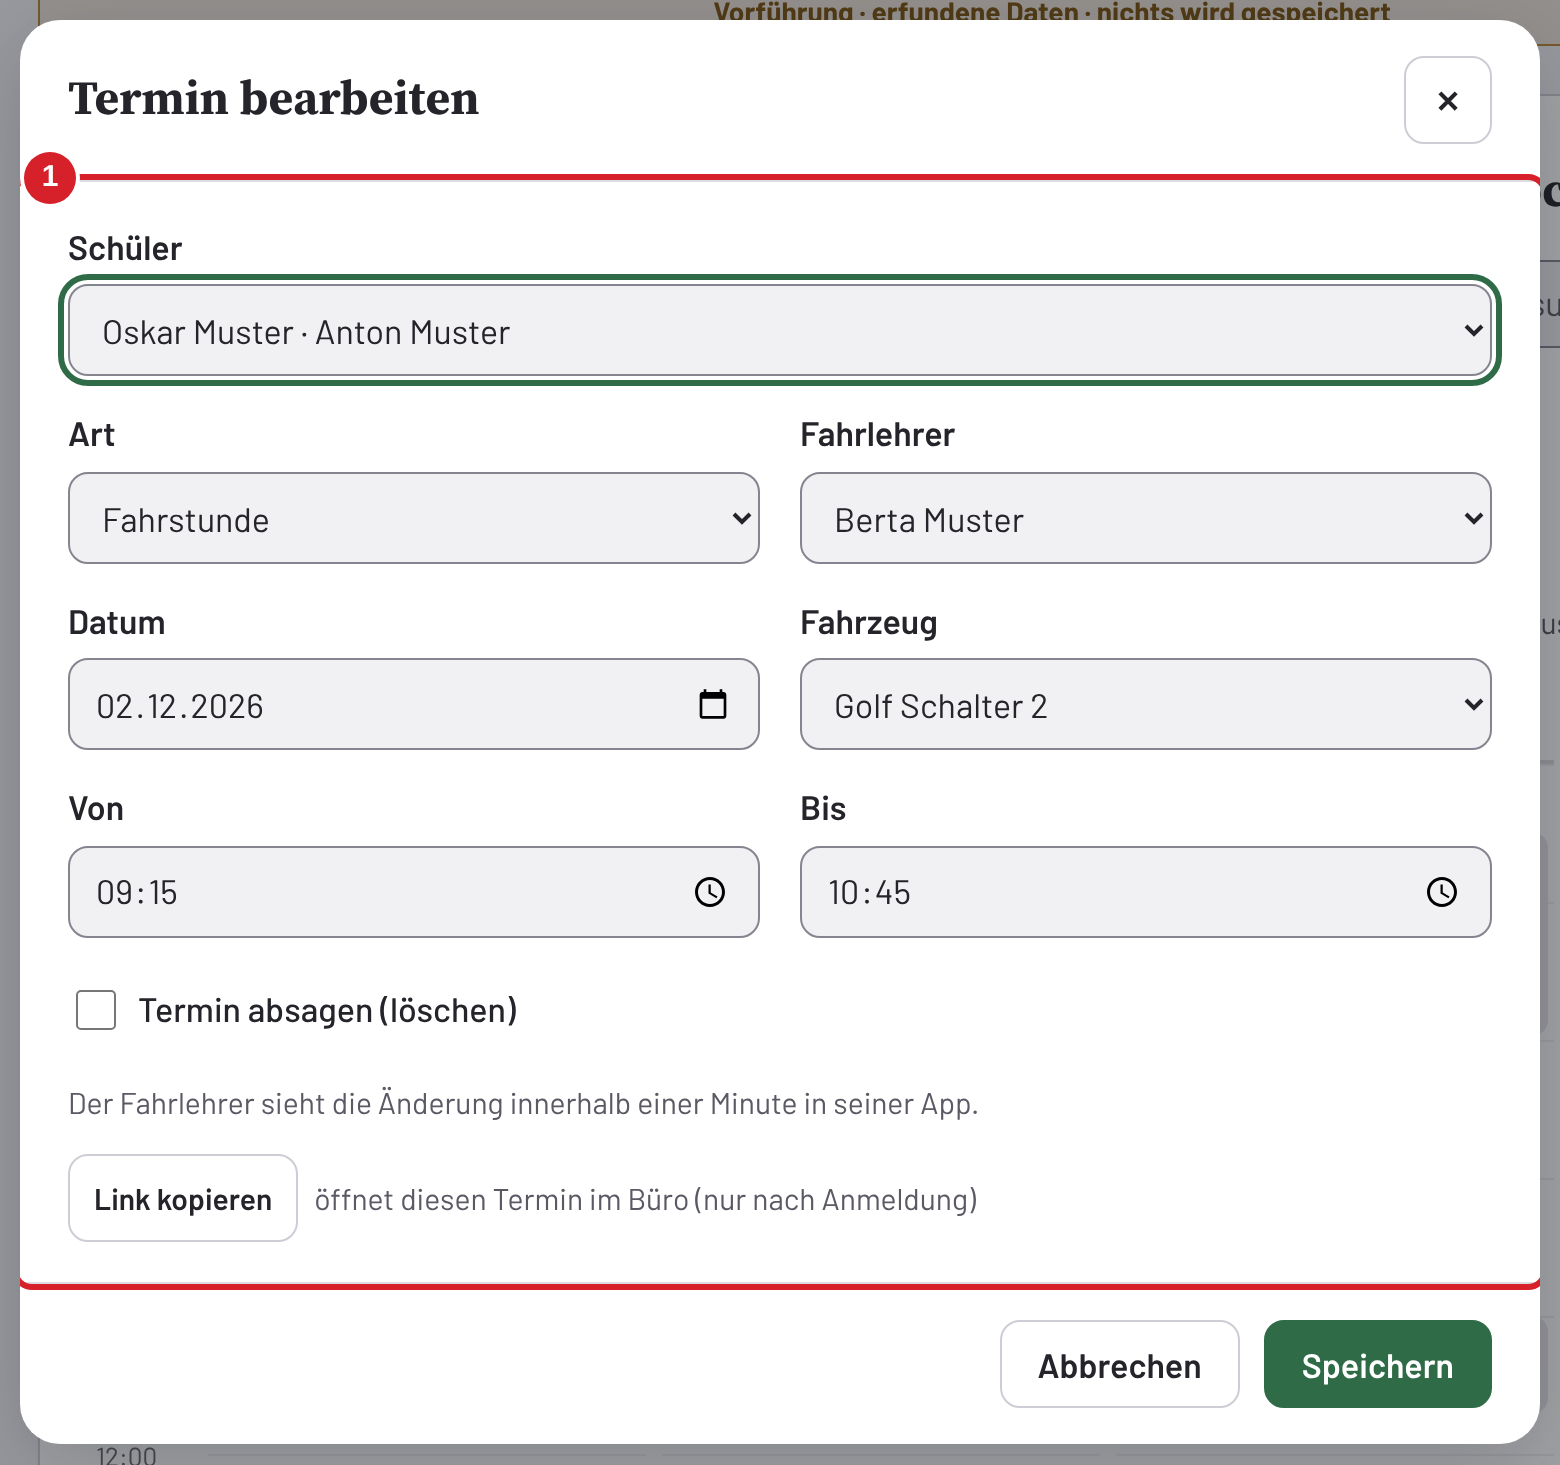 Vorführung · erfundene Daten · nichts wird gespeichert
Termin bearbeiten
×
1
Schüler
Oskar Muster · Anton Muster
Art
Fahrlehrer
Fahrstunde
Berta Muster
Datum
Fahrzeug
02.12.2026
Golf Schalter 2
Von
Bis
09:15
10:45
Termin absagen (löschen)
Der Fahrlehrer sieht die Änderung innerhalb einer Minute in seiner App.
Link kopieren öffnet diesen Termin im Büro (nur nach Anmeldung)
Abbrechen
Speichern
12:00